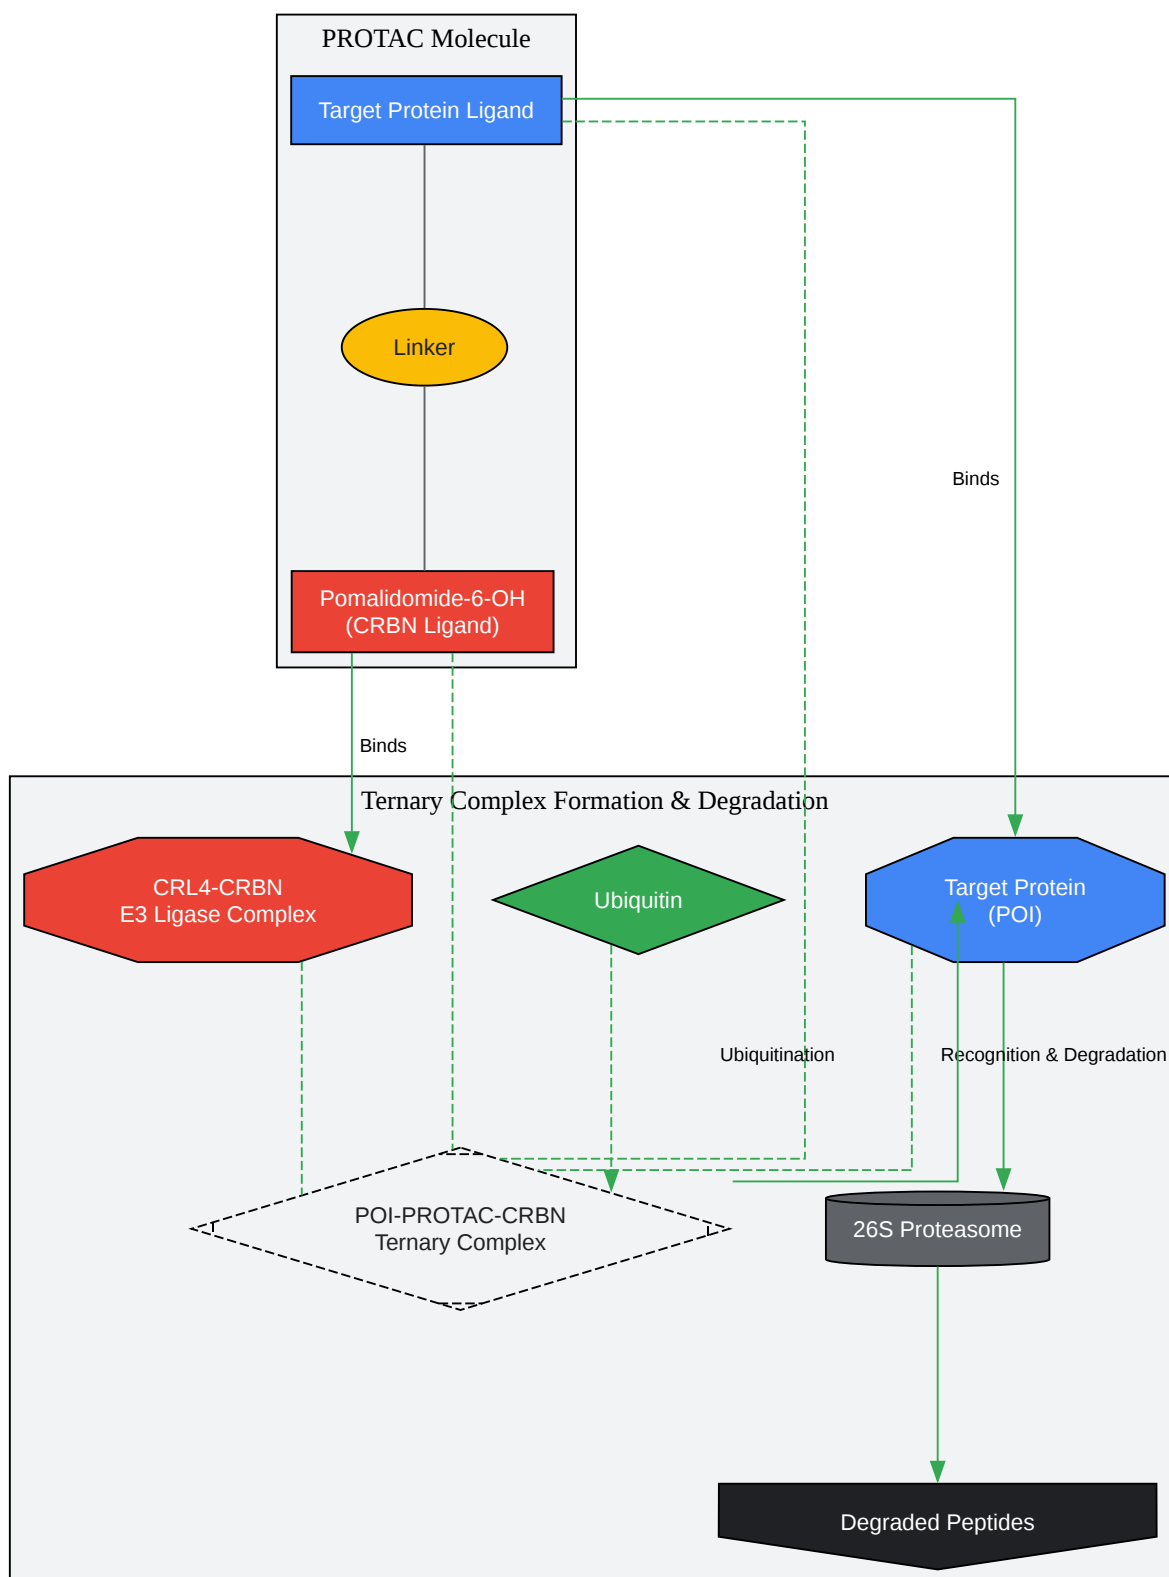 PROTAC Molecule
Target Protein Ligand
Linker
Binds
Pomalidomide-6-OH
(CRBN Ligand)
Binds
Ternary Complex Formation & Degradation
CRL4-CRBN
E3 Ligase Complex
Ubiquitin
Target Protein
(POI)
Ubiquitination
Recognition & Degradation
POI-PROTAC-CRBN
Ternary Complex
26S Proteasome
Degraded Peptides